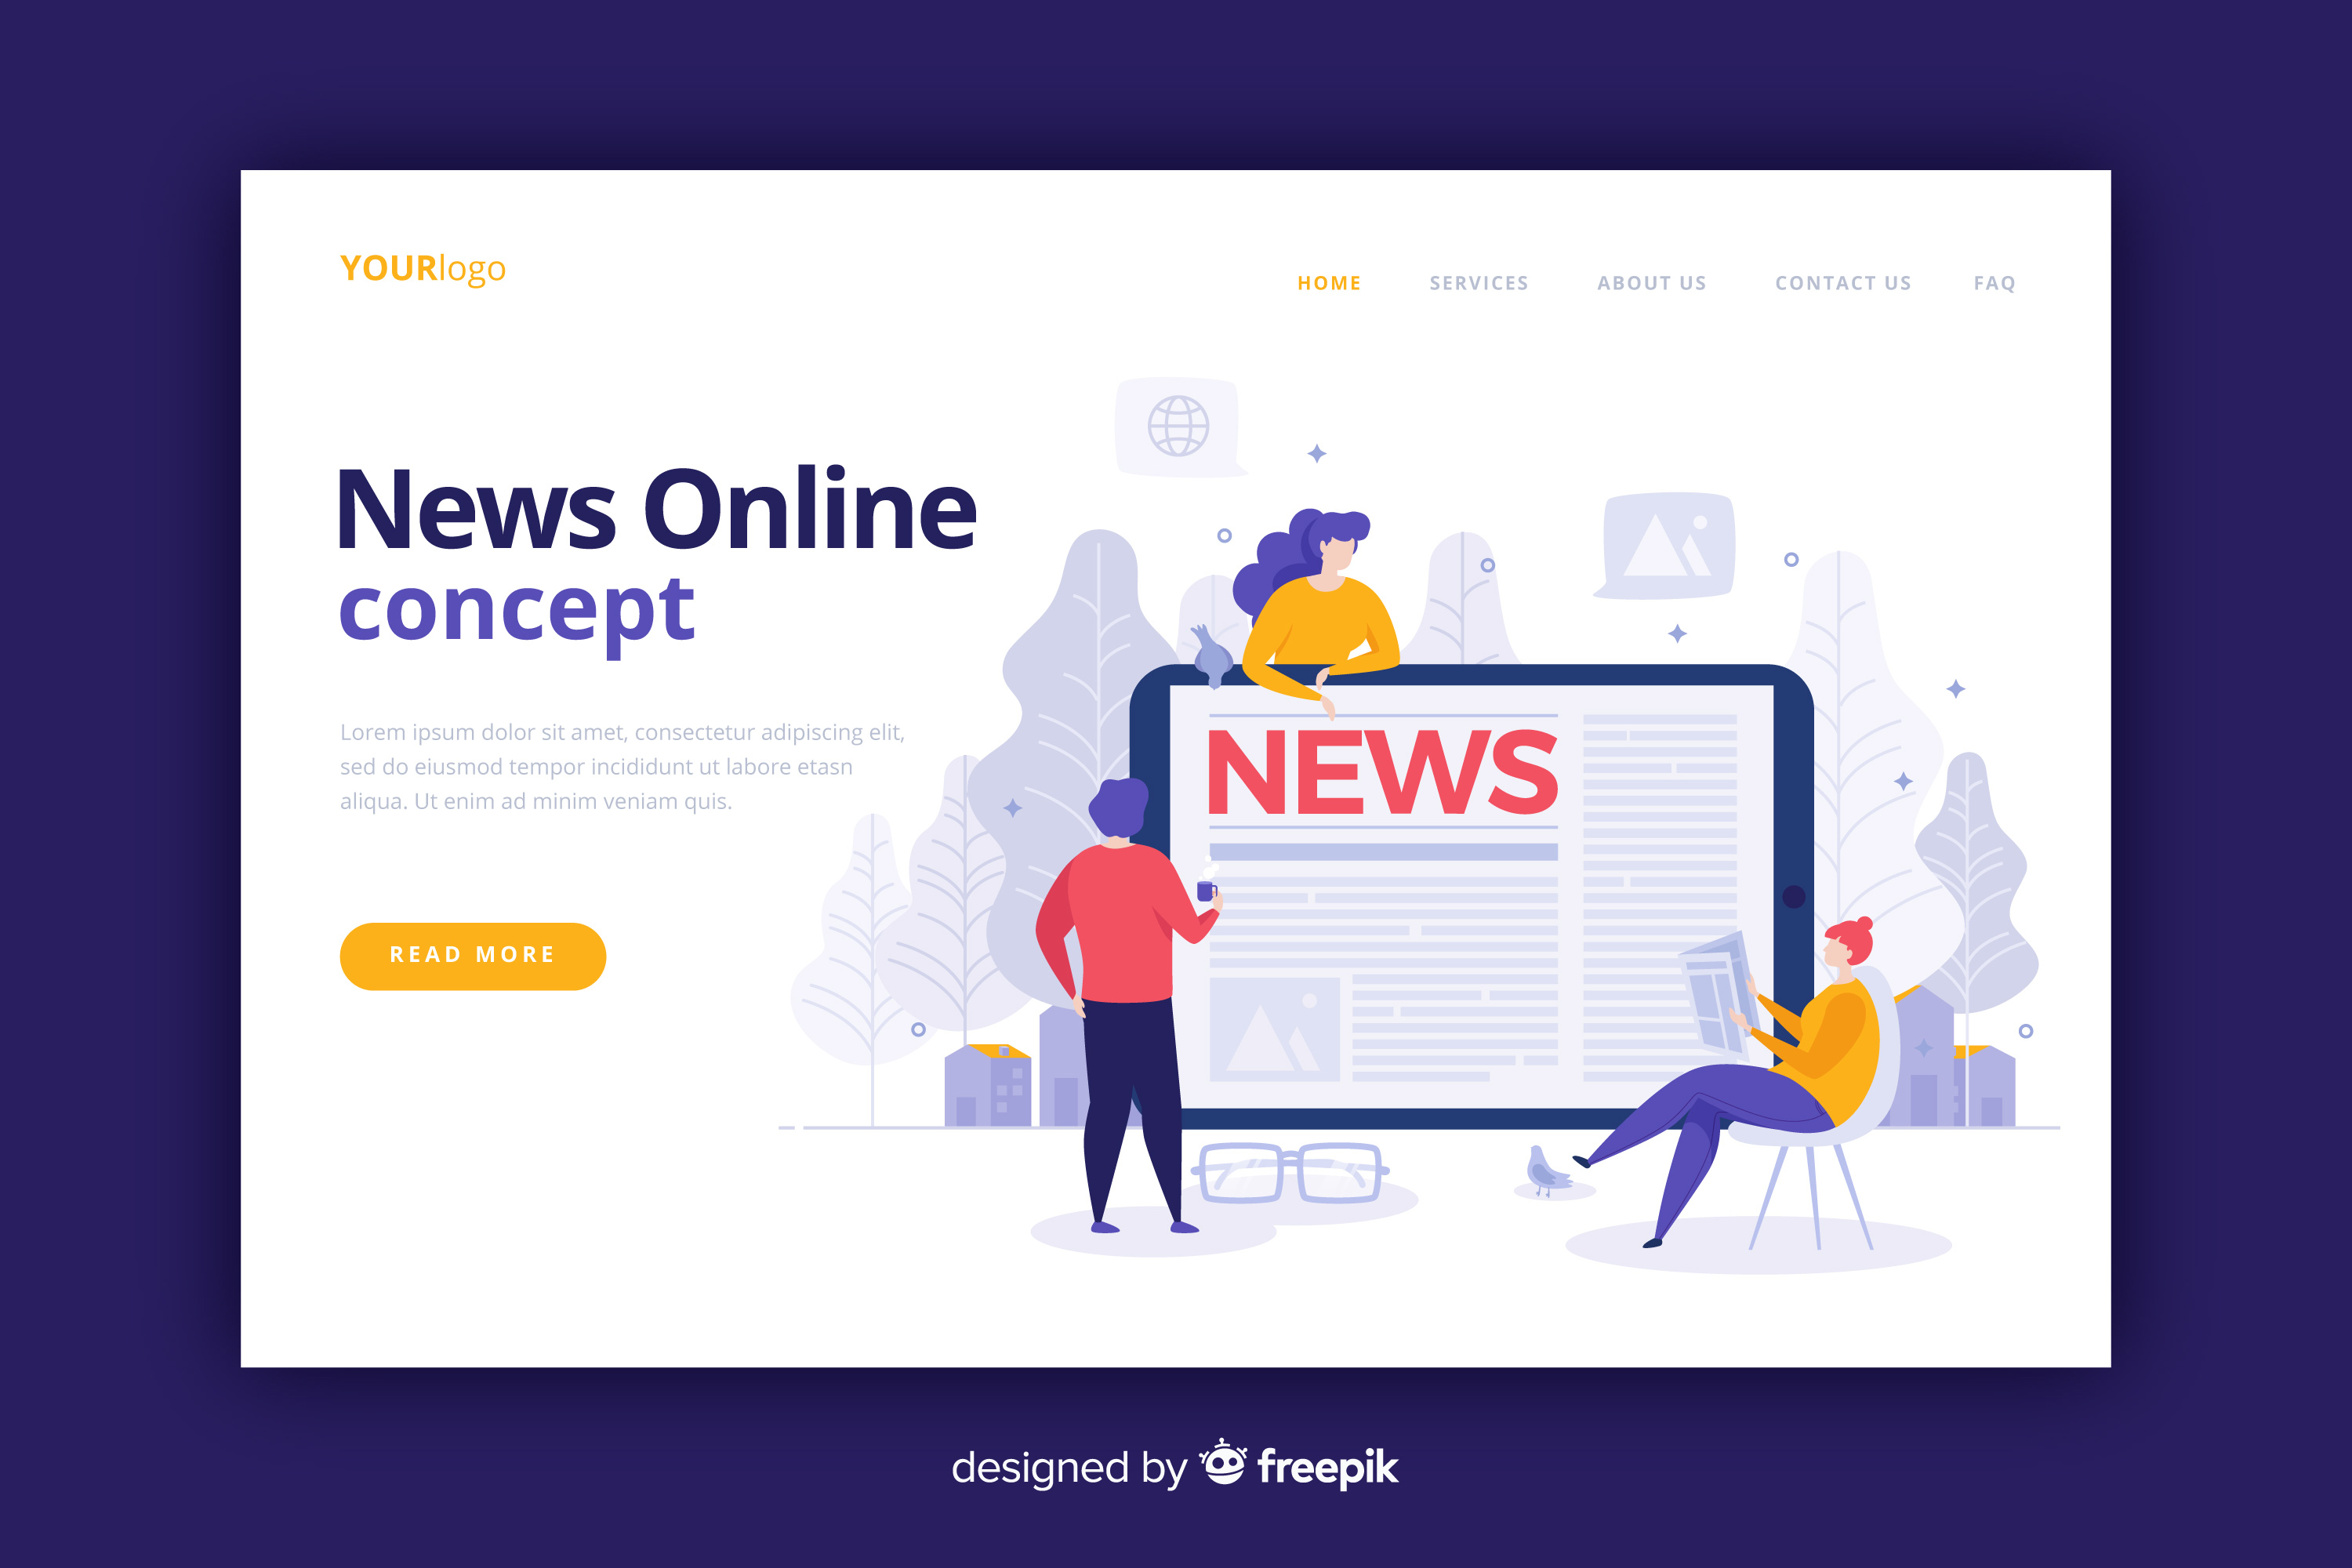 YOURlogo
HOME SERVICES ABOUT US CONTACT US FAQ
News Online
concept
Lorem ipsum dolor sit amet, consectetur adipiscing elit,
sed do eiusmod tempor incididunt ut labore etasn
aliqua. Ut enim ad minim veniam quis.
READ MORE
NEWS
designed by freepik